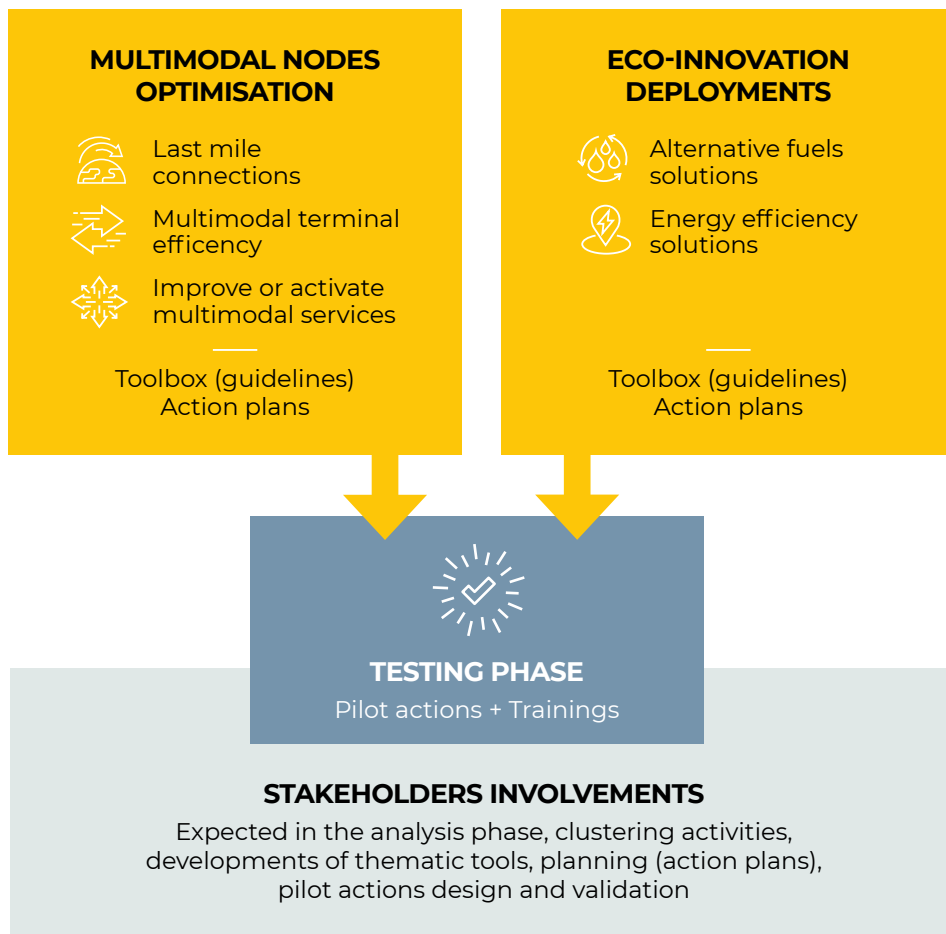 MULTIMODAL NODES
OPTIMISATION
Last mile
connections
Multimodal terminal
efficency
Improve or activate
multimodal services
Toolbox (guidelines)
Action plans
ECO-INNOVATION
DEPLOYMENTS
Alternative fuels
solutions
Energy efficiency
solutions
Toolbox (guidelines)
Action plans
TESTING PHASE
Pilot actions + Trainings
STAKEHOLDERS INVOLVEMENTS
Expected in the analysis phase, clustering activities,
developments of thematic tools, planning (action plans),
pilot actions design and validation